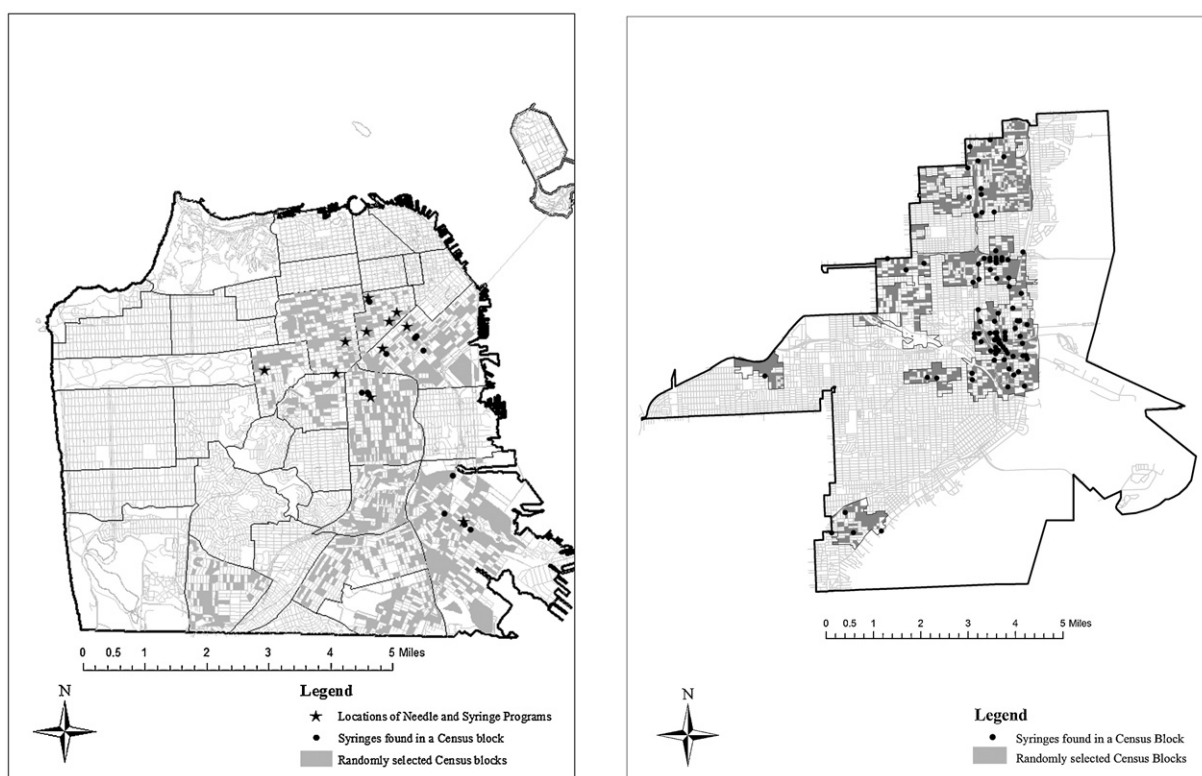 0 0.5 1 2 3 4 5 Miles
N
Legend
Locations of Needle and Syringe Programs
Syringes found in a Census block
Randomly selected Census blocks
0 0.5 1 2 3 4 5 Miles
N
Legend
Syringes found in a Census Block
Randomly selected Census Blocks